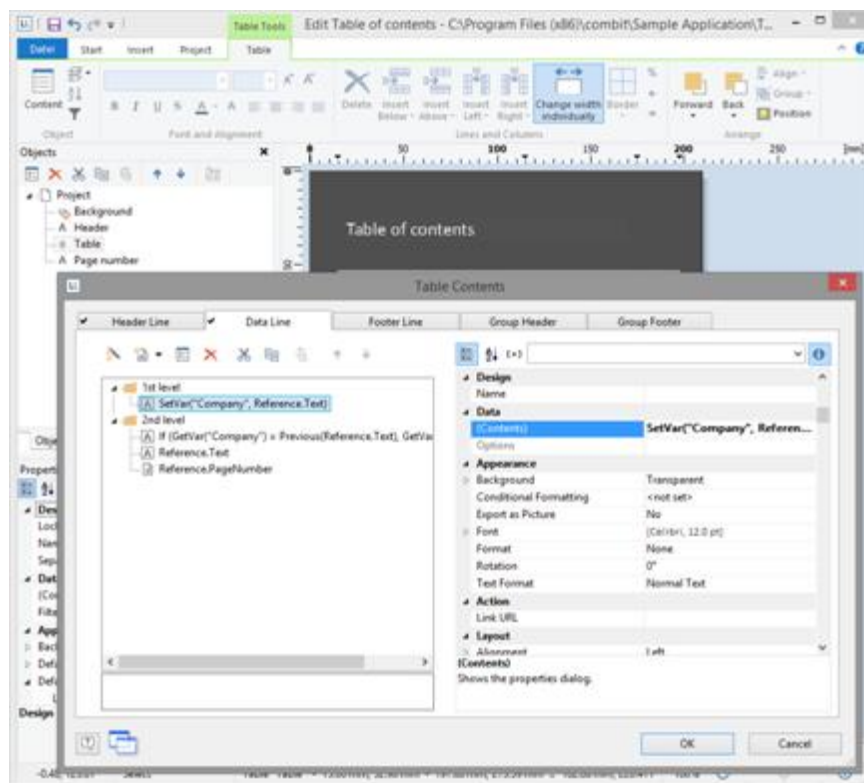 Table Tools
Edit Table of contents - C:\Program Files (x86)\combit\Sample Application\T...
Datei Start Insert Project Table
Content
Delete Insert Below Insert Above Insert Left Insert Right Change width individually Border
Forward Back
Align
Group
Position
Object Font and Alignment Lines and Columns Arrange
Objects
50 100 150 200 250
Project
Background
Header
Table
Page number
Table of contents
Table Contents
Header Line Data Line Footer Line Group Header Group Footer
1st level
SetVar("Company", Reference.Text)
2nd level
If (GetVar("Company") = Previous(Reference.Text), GetVar
Reference.Text
Reference.PageNumber
Design
Name
Data
(Contents) SetVar("Company", Referen...
Options
Appearance
Background Transparent
Conditional Formatting <not set>
Export as Picture No
Font [Calibri, 12.0 pt]
Format None
Rotation 0°
Text Format Normal Text
Action
Link URL
Layout
Alignment Left
(Contents)
Shows the properties dialog.
Design
OK Cancel
Select